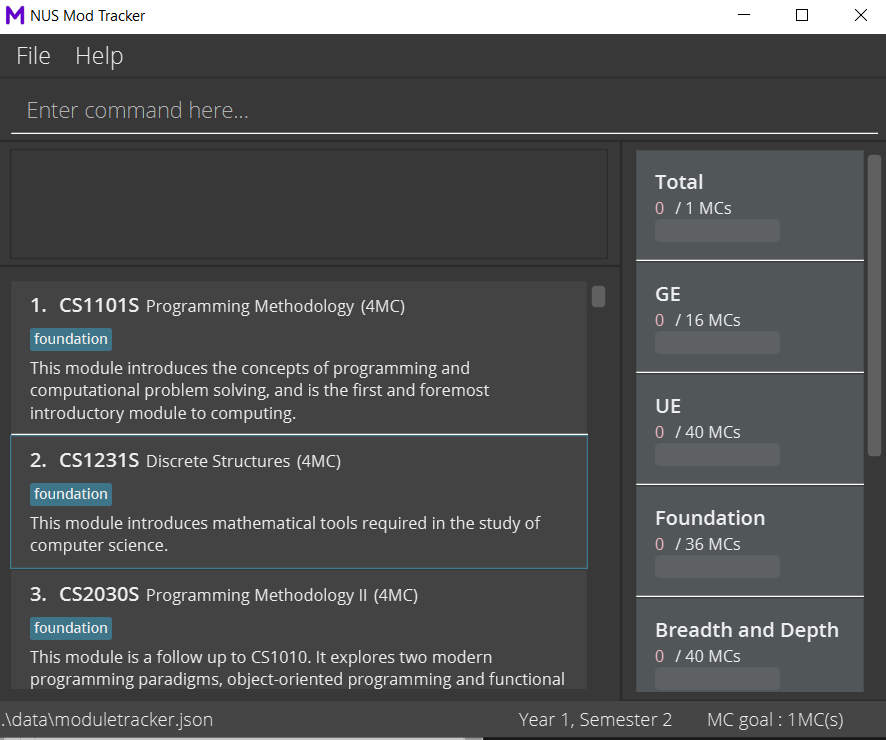 NUS Mod Tracker
File Help
Enter command here...
1. CS1101S Programming Methodology (4MC)
foundation
This module introduces the concepts of programming and
computational problem solving, and is the first and foremost
introductory module to computing.
2. CS1231S Discrete Structures (4MC)
foundation
This module introduces mathematical tools required in the study of
computer science.
3. CS2030S Programming Methodology II (4MC)
foundation
This module is a follow up to CS1010. It explores two modern
programming paradigms, object-oriented programming and functional
Total
0 / 1 MCs
GE
0 / 16 MCs
UE
0 / 40 MCs
Foundation
0 / 36 MCs
Breadth and Depth
0 / 40 MCs
.\data\moduletracker.json
Year 1, Semester 2
MC goal : 1MC(s)